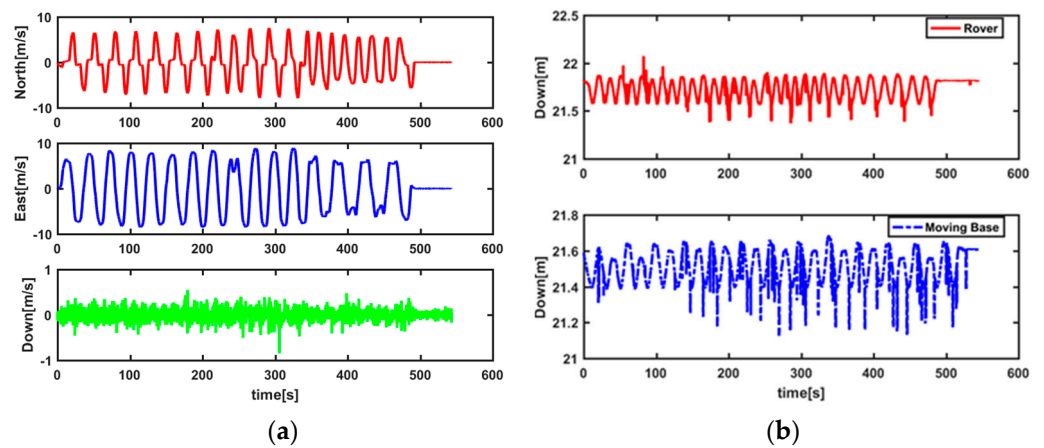 North[m/s]
10
0
-10
0 100 200 300 400 500 600
East[m/s]
10
0
-10
0 100 200 300 400 500 600
Down[m/s]
1
0
-1
0 100 200 300 400 500 600
time[s]
(a)
Down[m]
22.5
22
21.5
21
0 100 200 300 400 500 600
Rover
Down[m]
21.8
21.6
21.4
21.2
21
0 100 200 300 400 500 600
Moving Base
time[s]
(b)